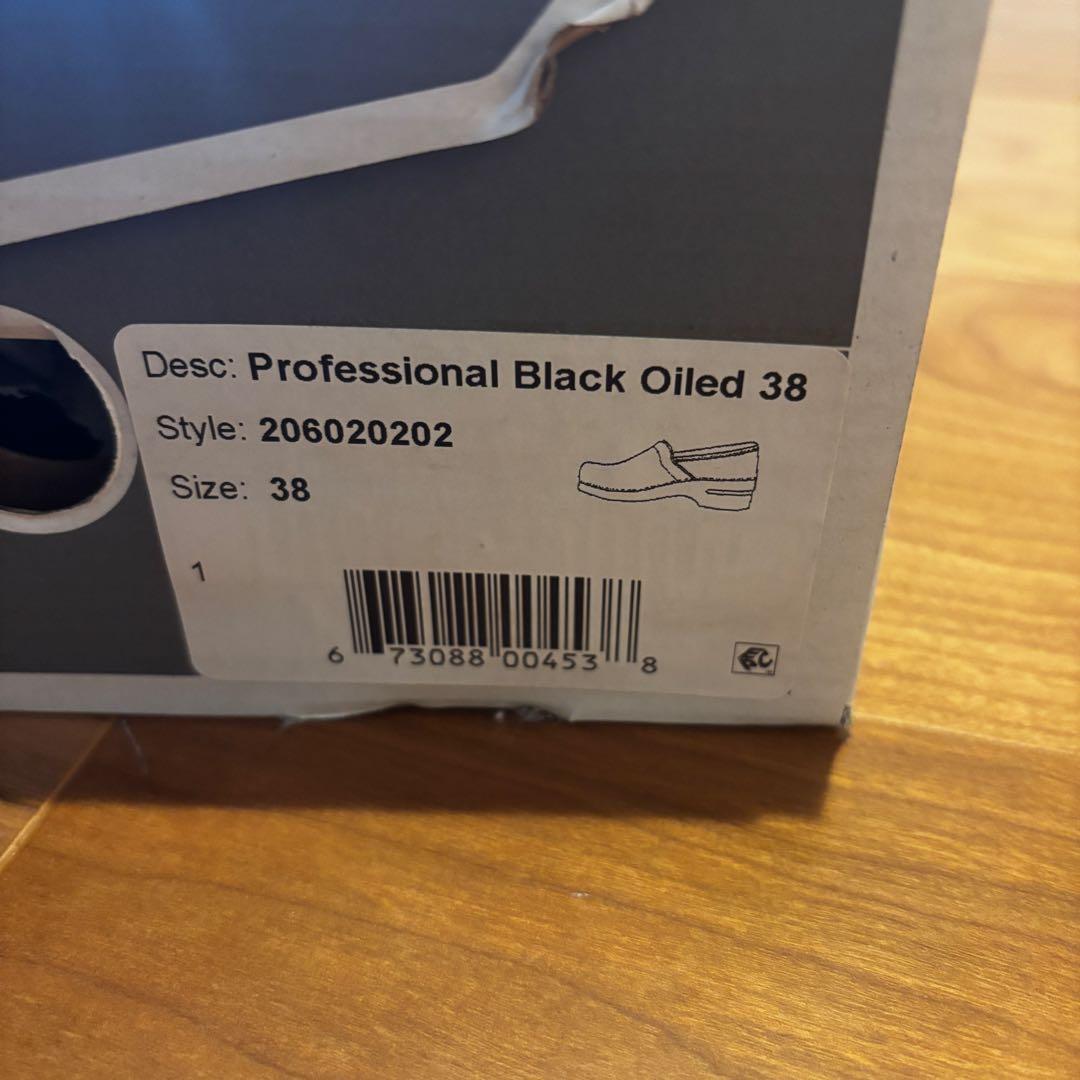 Desc: Professional Black Oiled 38
Style: 206020202
Size: 38
1
6 73088 00453 8